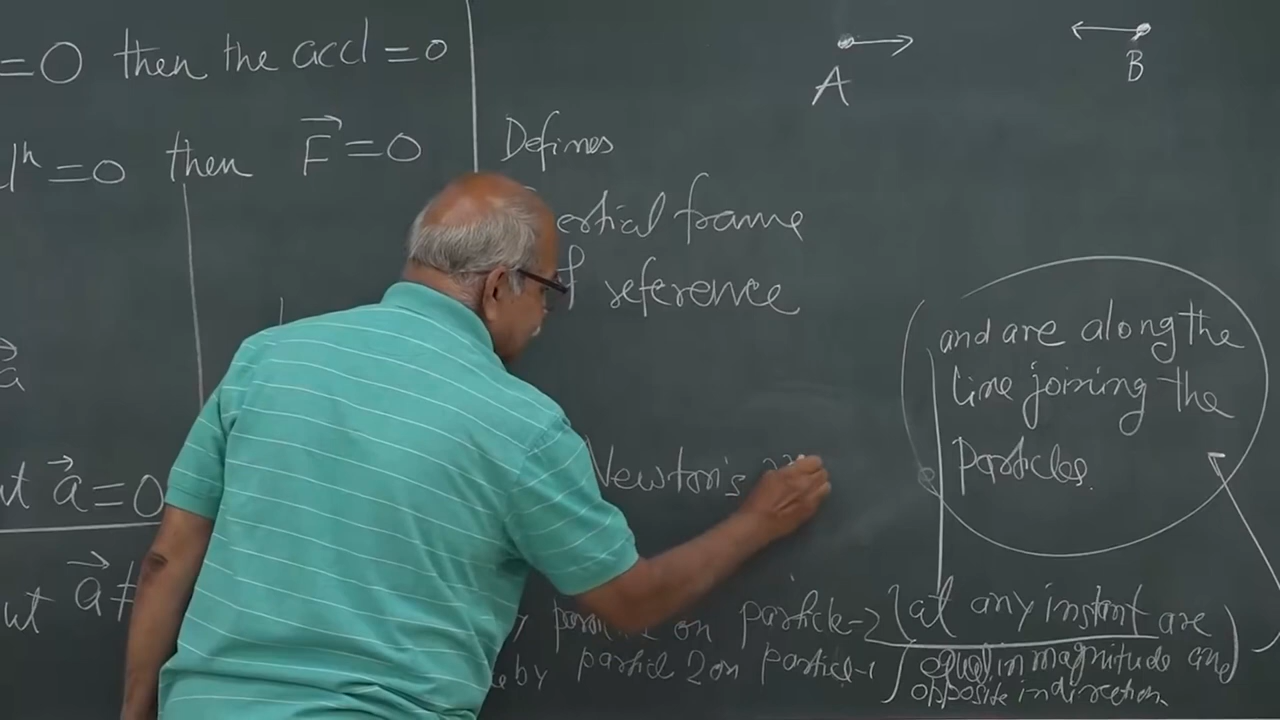 =0 then the accl =0
=0 then F=0
Defines
frame
reference
a
a=0
a≠
Newton's
A
B
and are along the
line joining the
particles.
on particle-2
by particle 2 on particle-1
at any instant are
equal in magnitude and
opposite in direction